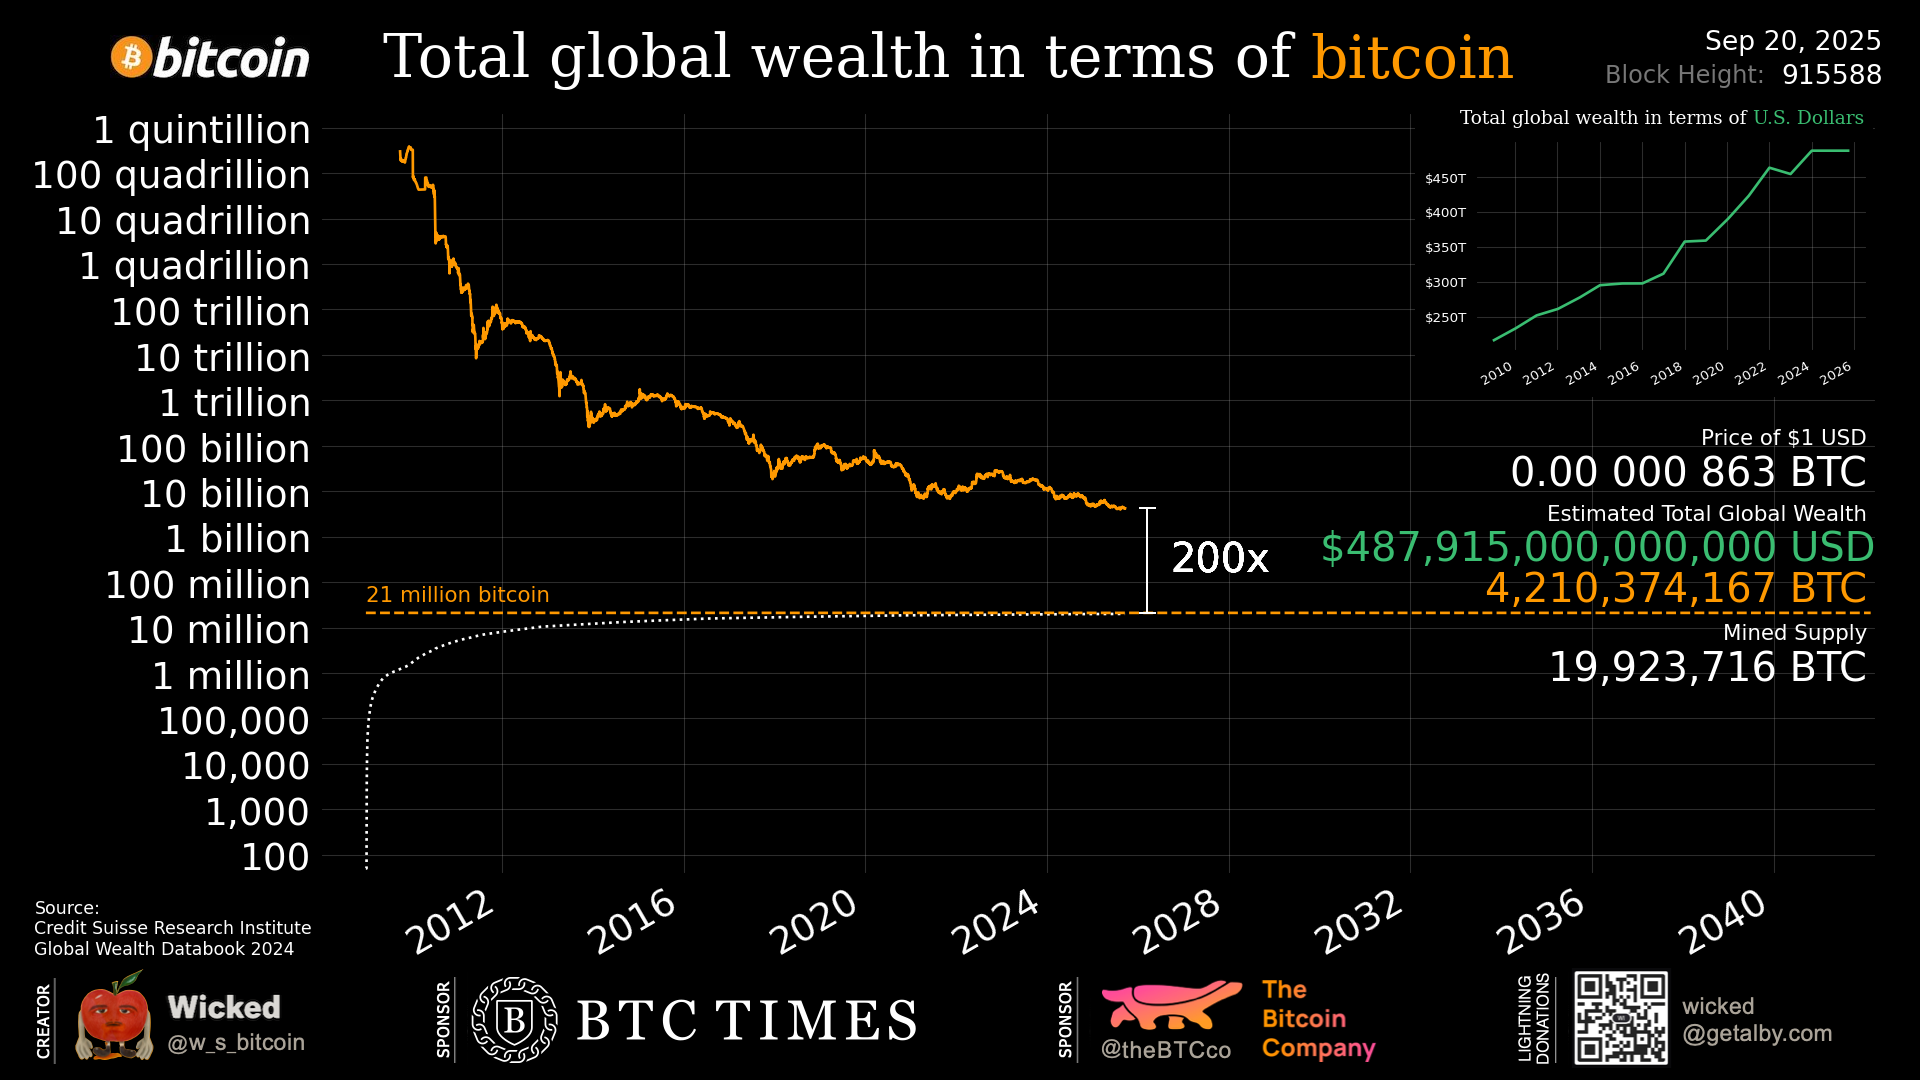 bitcoin
Total global wealth in terms of bitcoin
Sep 20, 2025
Block Height: 915588
Total global wealth in terms of U.S. Dollars
$450T
$400T
$350T
$300T
$250T
2010
2012
2014
2016
2018
2020
2022
2024
2026
1 quintillion
100 quadrillion
10 quadrillion
1 quadrillion
100 trillion
10 trillion
1 trillion
100 billion
10 billion
1 billion
100 million
10 million
1 million
100,000
10,000
1,000
100
21 million bitcoin
200x
Price of $1 USD
0.00 000 863 BTC
Estimated Total Global Wealth
$487,915,000,000,000 USD
4,210,374,167 BTC
Mined Supply
19,923,716 BTC
2012
2016
2020
2024
2028
2032
2036
2040
Source:
Credit Suisse Research Institute
Global Wealth Databook 2024
CREATOR
Wicked
@w_s_bitcoin
SPONSOR
B
BTC TIMES
SPONSOR
@theBTCco
The
Bitcoin
Company
LIGHTNING
DONATIONS
wicked
@getalby.com